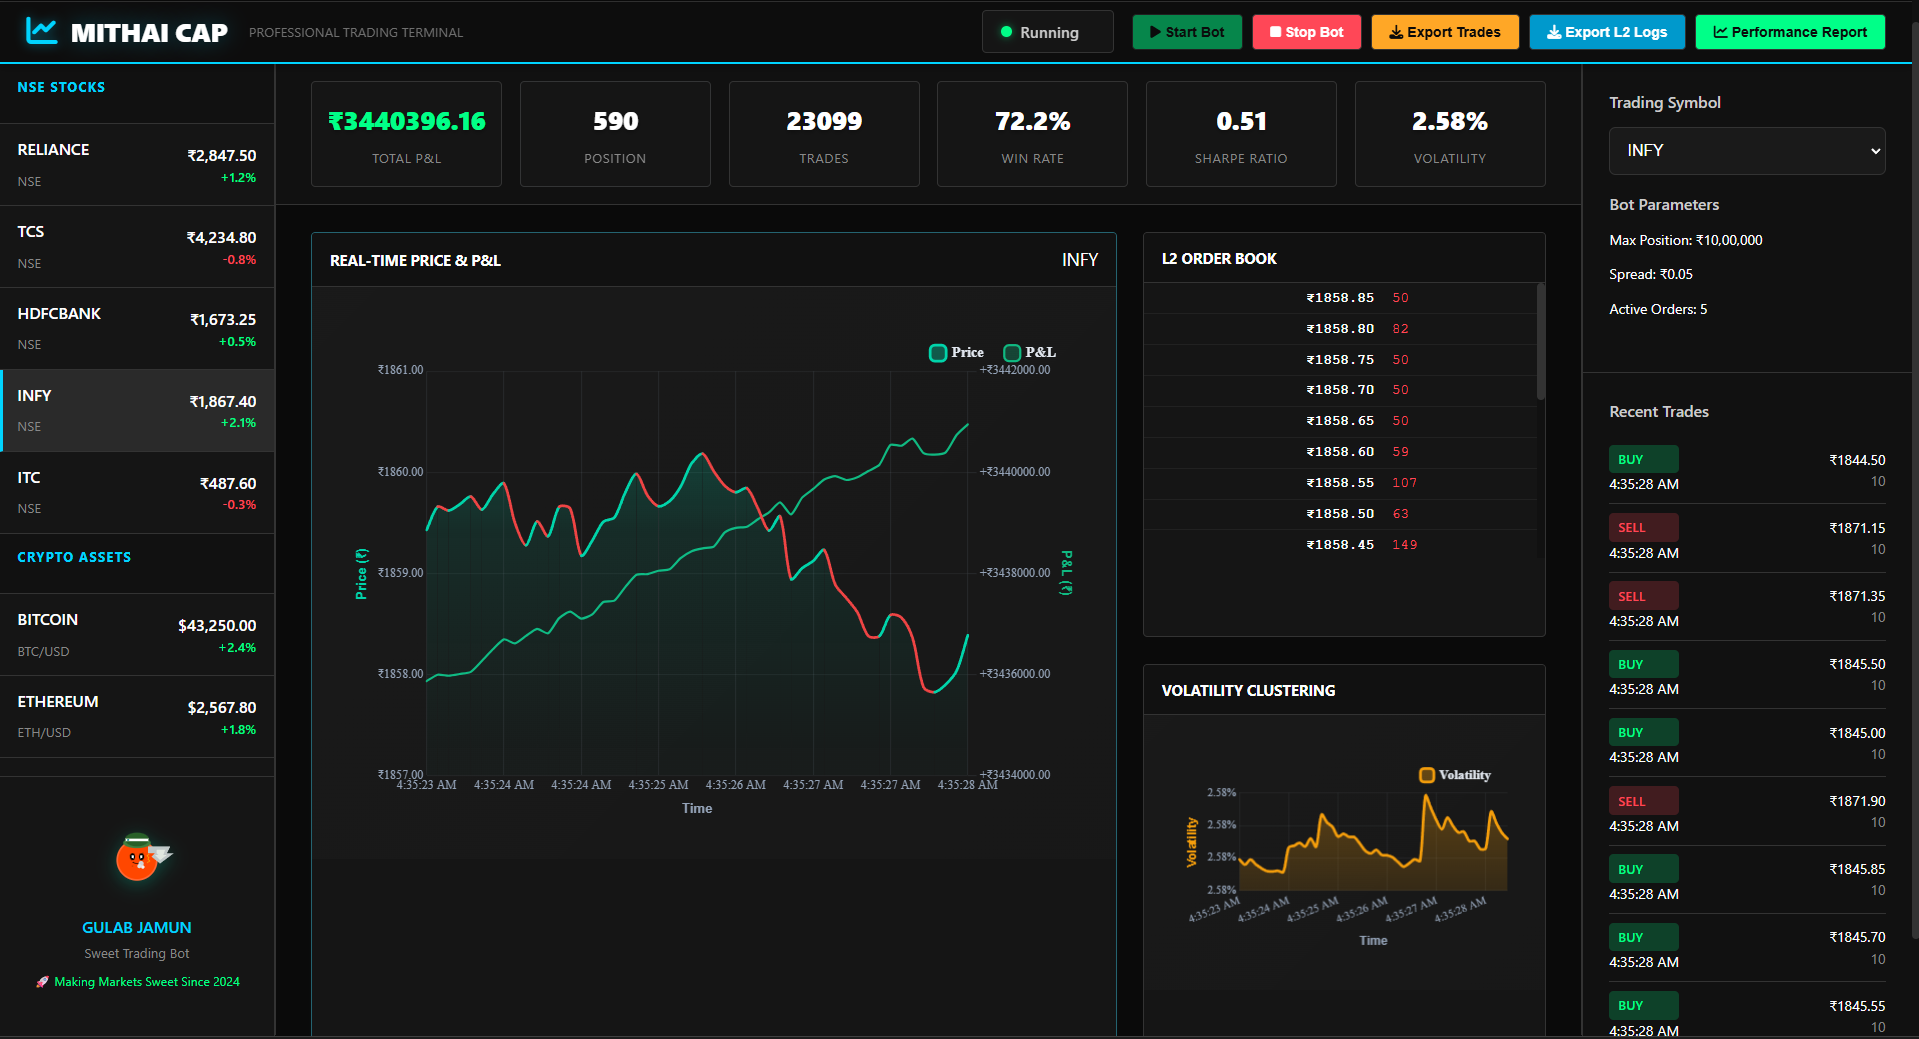 MITHAI CAP PROFESSIONAL TRADING TERMINAL
Running
Start Bot
Stop Bot
Export Trades
Export L2 Logs
Performance Report
NSE STOCKS
RELIANCE ₹2,847.50
NSE +1.2%
TCS ₹4,234.80
NSE -0.8%
HDFCBANK ₹1,673.25
NSE +0.5%
INFY ₹1,867.40
NSE +2.1%
ITC ₹487.60
NSE -0.3%
CRYPTO ASSETS
BITCOIN $43,250.00
BTC/USD +2.4%
ETHEREUM $2,567.80
ETH/USD +1.8%
GULAB JAMUN
Sweet Trading Bot
🚀 Making Markets Sweet Since 2024
₹3440396.16
TOTAL P&L
590
POSITION
23099
TRADES
72.2%
WIN RATE
0.51
SHARPE RATIO
2.58%
VOLATILITY
REAL-TIME PRICE & P&L INFY
Price P&L
₹1861.00 +₹3442000.00
₹1860.00 +₹3440000.00
₹1859.00 +₹3438000.00
₹1858.00 +₹3436000.00
₹1857.00 +₹3434000.00
Price (₹)
P&L (₹)
4:35:23 AM 4:35:24 AM 4:35:24 AM 4:35:25 AM 4:35:26 AM 4:35:27 AM 4:35:27 AM 4:35:28 AM
Time
L2 ORDER BOOK
₹1858.85 50
₹1858.80 82
₹1858.75 50
₹1858.70 50
₹1858.65 50
₹1858.60 59
₹1858.55 107
₹1858.50 63
₹1858.45 149
VOLATILITY CLUSTERING
Volatility
2.58%
2.58%
2.58%
2.58%
Volatility
4:35:23 AM 4:35:24 AM 4:35:25 AM 4:35:26 AM 4:35:27 AM 4:35:28 AM
Time
Trading Symbol
INFY
Bot Parameters
Max Position: ₹10,00,000
Spread: ₹0.05
Active Orders: 5
Recent Trades
BUY ₹1844.50
4:35:28 AM 10
SELL ₹1871.15
4:35:28 AM 10
SELL ₹1871.35
4:35:28 AM 10
BUY ₹1845.50
4:35:28 AM 10
BUY ₹1845.00
4:35:28 AM 10
SELL ₹1871.90
4:35:28 AM 10
BUY ₹1845.85
4:35:28 AM 10
BUY ₹1845.70
4:35:28 AM 10
BUY ₹1845.55
4:35:28 AM 10